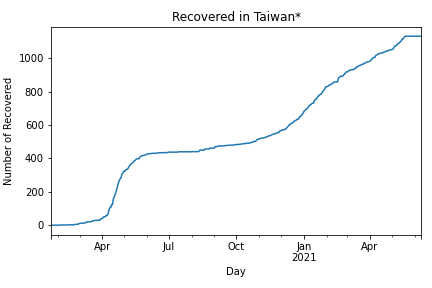 Recovered in Taiwan*
Number of Recovered
1000
800
600
400
200
0
Apr
Jul
Oct
Jan
2021
Apr
Day